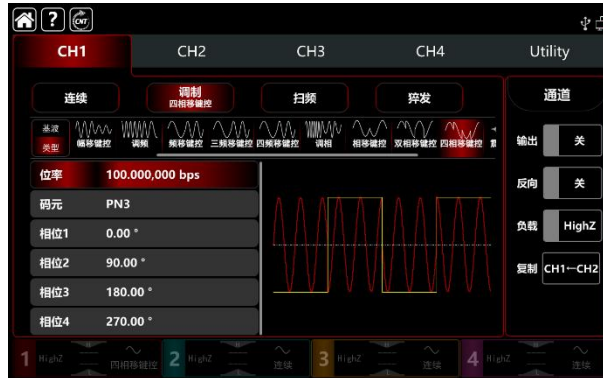 ? CNT
CH1 CH2 CH3 CH4 Utility
连续 调制 扫频 猝发 通道
四相移键控
基波
类型 幅移键控 调频 频移键控 三频移键控 四频移键控 调相 相移键控 双相移键控 四相移键控
输出 关
位率 100.000,000 bps
反向 关
码元 PN3
相位1 0.00 °
负载 HighZ
相位2 90.00 °
复制 CH1←CH2
相位3 180.00 °
相位4 270.00 °
1 HighZ 四相移键控 2 HighZ 连续 3 HighZ 连续 4 HighZ 连续